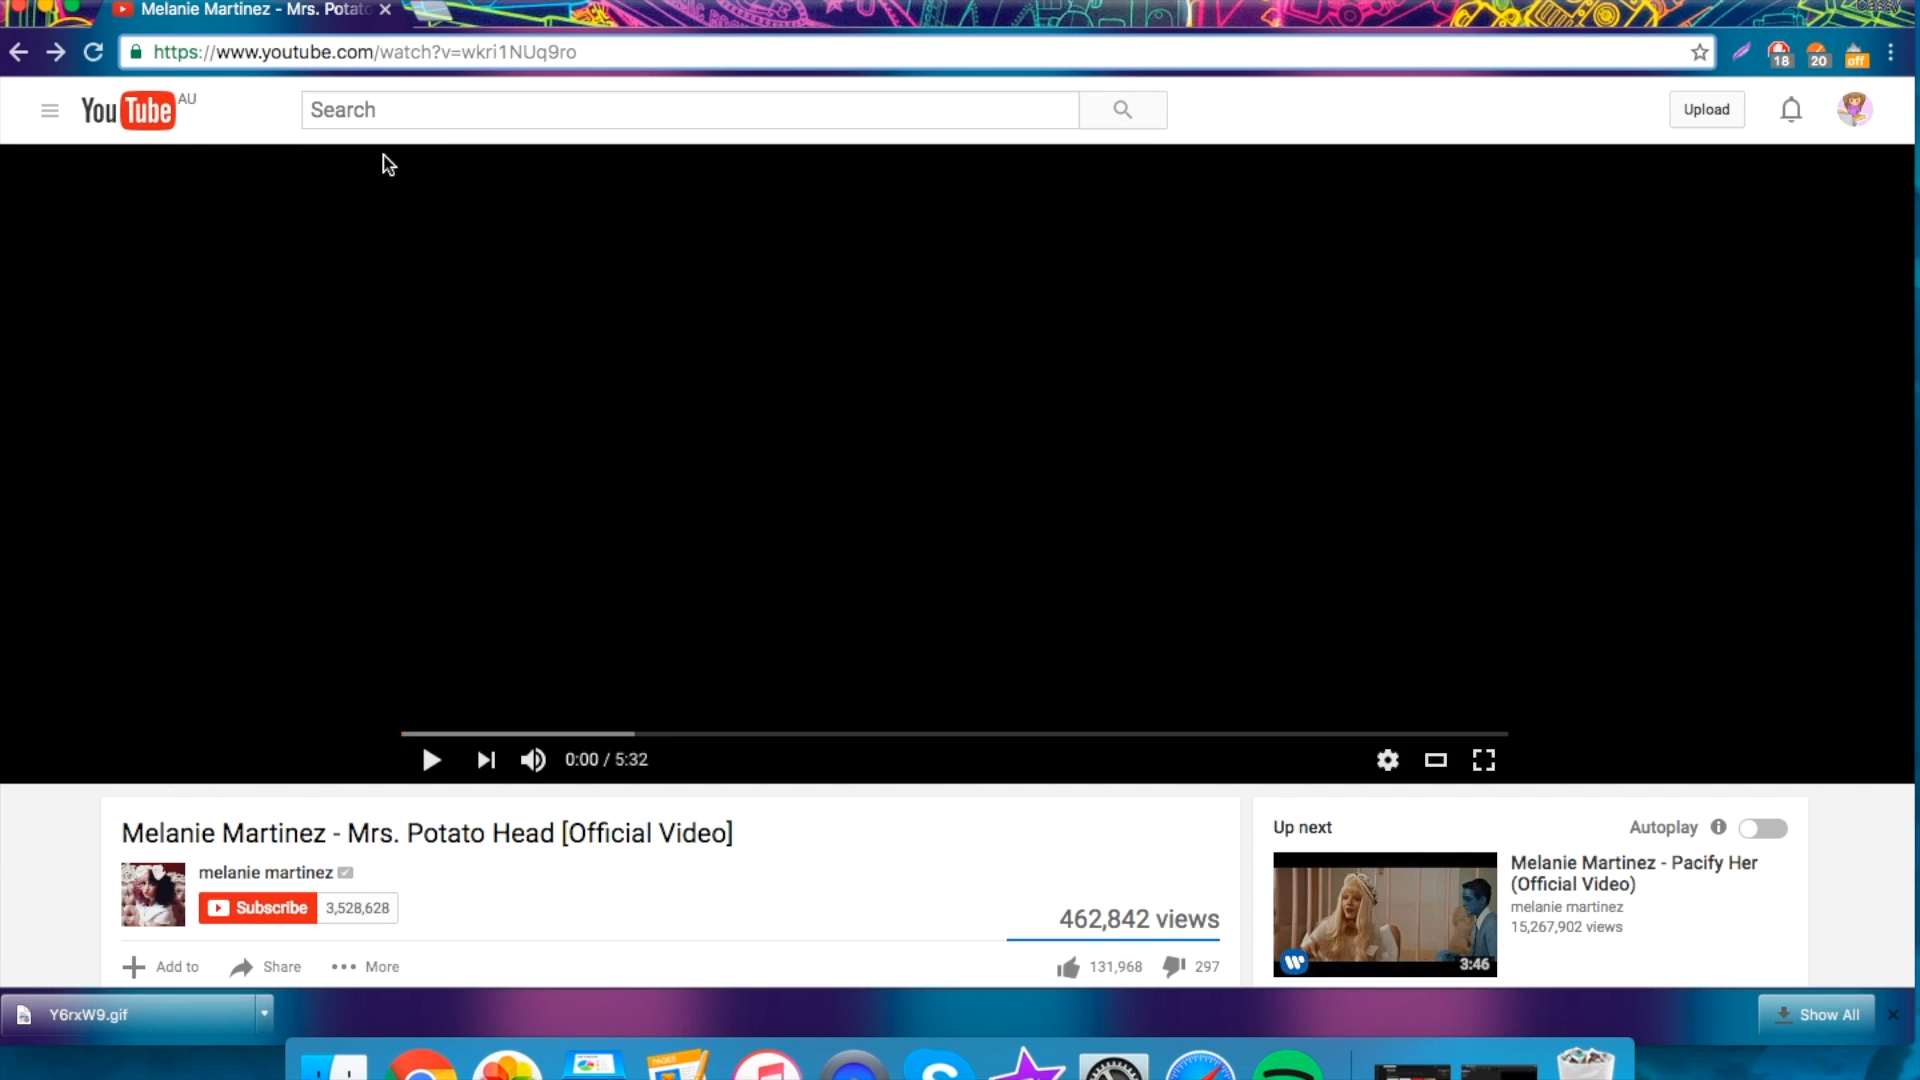 Melanie Martinez - Mrs. Potato
Cassy
https://www.youtube.com/watch?v=wkri1NUq9ro
18
20
off
YouTube AU
Search
Upload
0:00 / 5:32
Melanie Martinez - Mrs. Potato Head [Official Video]
melanie martinez
Subscribe 3,528,628
462,842 views
Add to
Share
More
131,968
297
Up next
Autoplay
Melanie Martinez - Pacify Her
(Official Video)
melanie martinez
15,267,902 views
3:46
Y6rxW9.gif
Show All
PAGES